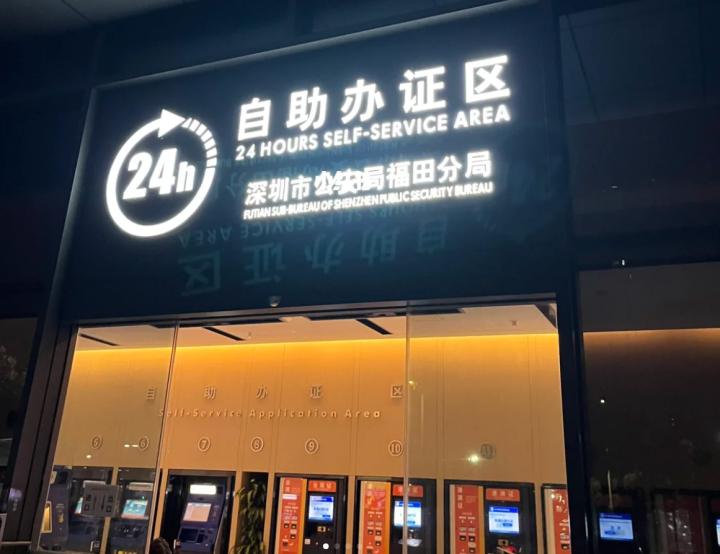 24h
自助办证区
24 HOURS SELF-SERVICE AREA
深圳市公安局福田分局
FUTIAN SUB-BUREAU OF SHENZHEN PUBLIC SECURITY BUREAU
自助办证区
Self-Service Application Area
⑤ ⑥ ⑦ ⑧ ⑨ ⑩